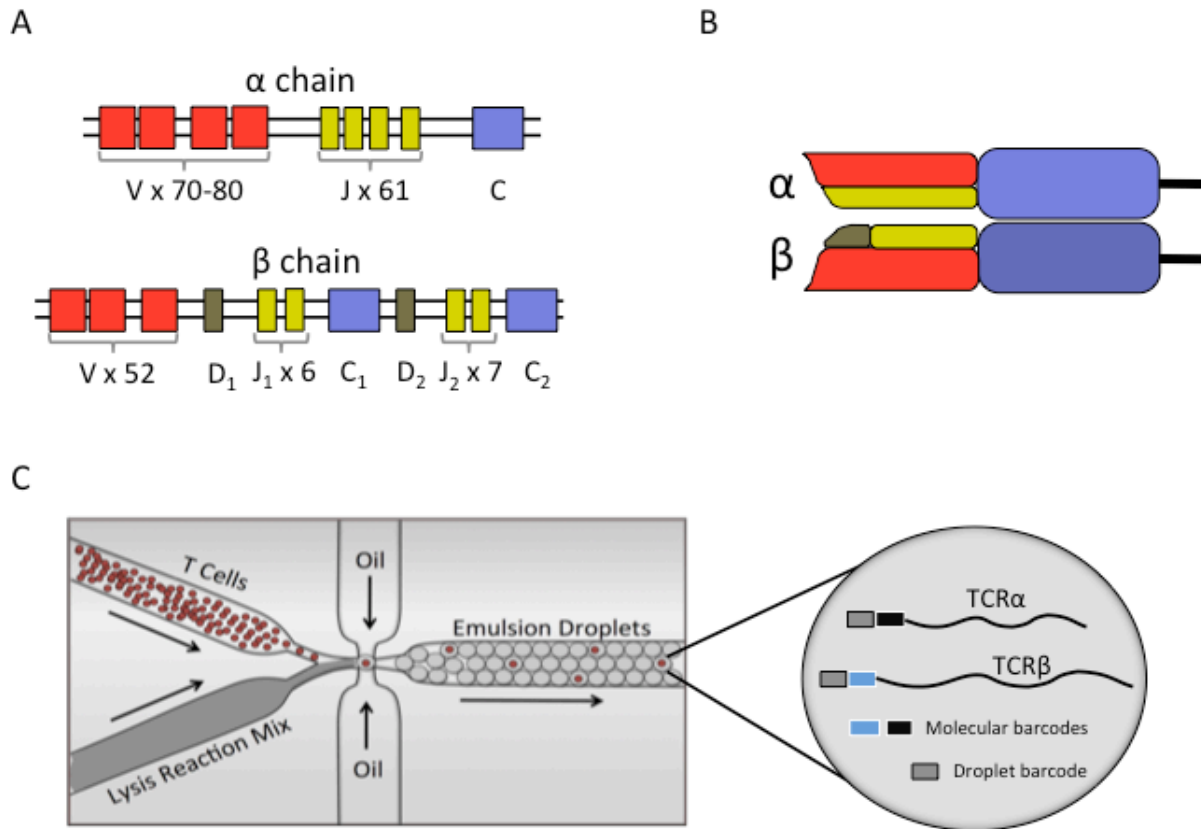 A
B
α chain
V x 70-80
J x 61
C
β chain
V x 52
D₁
J₁ x 6
C₁
D₂
J₂ x 7
C₂
α
β
C
T Cells
Oil
Emulsion Droplets
Lysis Reaction Mix
Oil
TCRα
TCRβ
Molecular barcodes
Droplet barcode